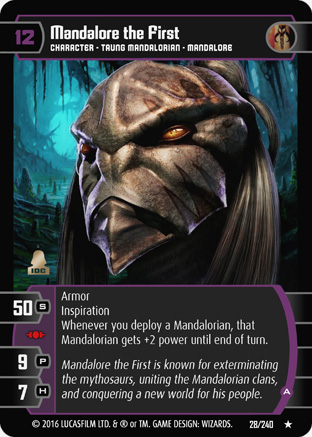 12 Mandalore the First
CHARACTER - TAUNG MANDALORIAN - MANDALORE
IDC
50 S
Armor
Inspiration
Whenever you deploy a Mandalorian, that
Mandalorian gets +2 power until end of turn.
9 P
7 H
Mandalore the First is known for exterminating
the mythosaurs, uniting the Mandalorian clans,
and conquering a new world for his people.
A
© 2016 LUCASFILM LTD. & ® or TM. GAME DESIGN: WIZARDS. 28/240 ★